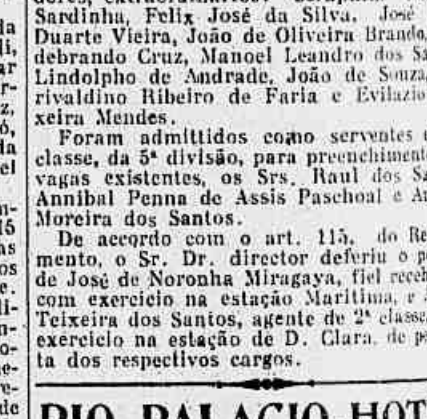 Sardinha, Felix José da Silva, José
Duarte Vieira, João de Oliveira Brando,
debrando Cruz, Manoel Leandro dos Sa
Lindolpho de Andrade, João de Souza,
rivaldino Ribeiro de Faria e Evilazio
xeira Mendes.
Foram admittidos como serventes
classe, da 5ª divisão, para preenchiment
vagas existentes, os Srs. Raul dos Sa
Annibal Penna de Assis Paschoal e A
Moreira dos Santos.
De accordo com o art. 115, do Re
mento, o Sr. Dr. director deferiu o p
de José de Noronha Miragaya, fiel receb
com exercicio na estação Maritima, e
Teixeira dos Santos, agente de 2ª classe,
exercicio na estação de D. Clara, de p
ta dos respectivos cargos.
RIO PALACIO HOT